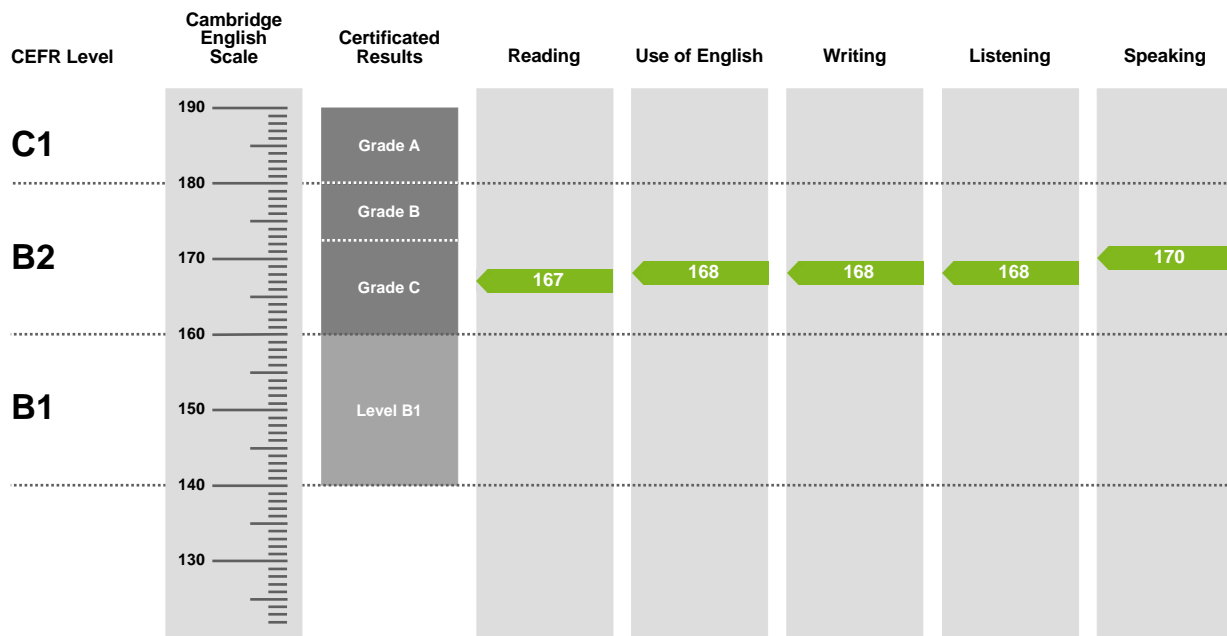 CEFR Level
Cambridge
English
Scale
Certificated
Results
Reading
Use of English
Writing
Listening
Speaking
190
C1
Grade A
180
Grade B
B2
170
170
168
168
168
167
Grade C
160
B1
150
Level B1
140
130